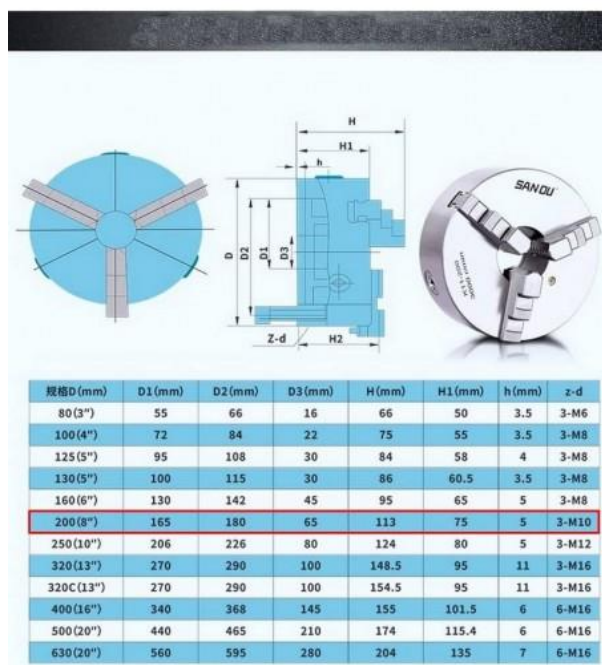 H
H1
h
D
D2
D1
D3
Z-d
H2
SANOU
K11-200
规格D(mm) D1(mm) D2(mm) D3(mm) H(mm) H1(mm) h(mm) z-d
80(3") 55 66 16 66 50 3.5 3-M6
100(4") 72 84 22 75 55 3.5 3-M8
125(5") 95 108 30 84 58 4 3-M8
130(5") 100 115 30 86 60.5 3.5 3-M8
160(6") 130 142 45 95 65 5 3-M8
200(8") 165 180 65 113 75 5 3-M10
250(10") 206 226 80 124 80 5 3-M12
320(13") 270 290 100 148.5 95 11 3-M16
320C(13") 270 290 100 154.5 95 11 3-M16
400(16") 340 368 145 155 101.5 6 6-M16
500(20") 440 465 210 174 115.4 6 6-M16
630(20") 560 595 280 204 135 7 6-M16